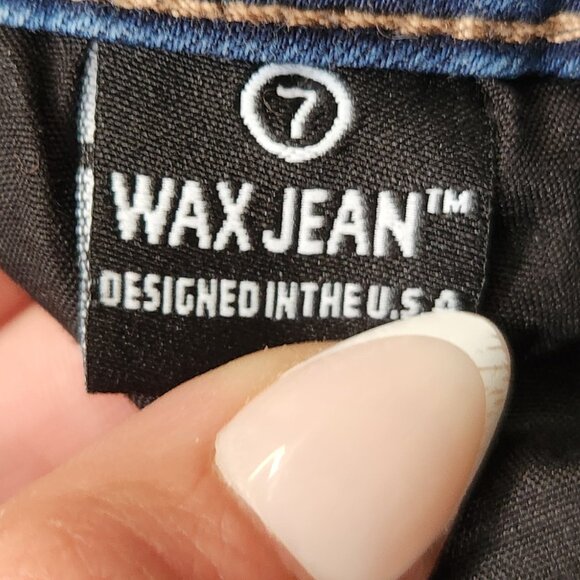 7
WAX JEAN™
DESIGNED IN THE U.S.A